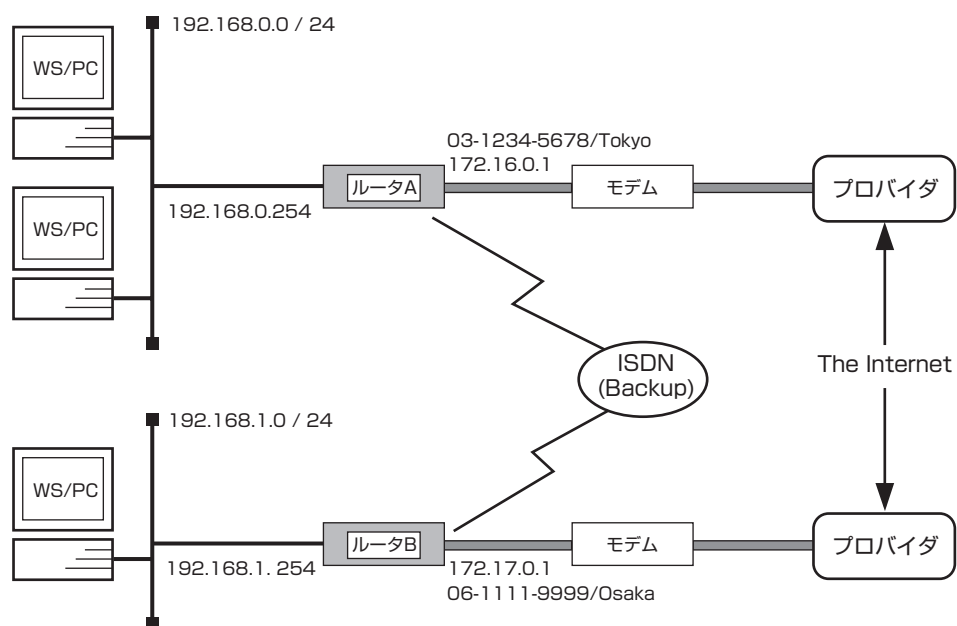 192.168.0.0 / 24
WS/PC
03-1234-5678/Tokyo
172.16.0.1
ルータA
モデム
プロバイダ
192.168.0.254
WS/PC
ISDN
(Backup)
The Internet
192.168.1.0 / 24
WS/PC
ルータB
モデム
プロバイダ
192.168.1. 254
172.17.0.1
06-1111-9999/Osaka